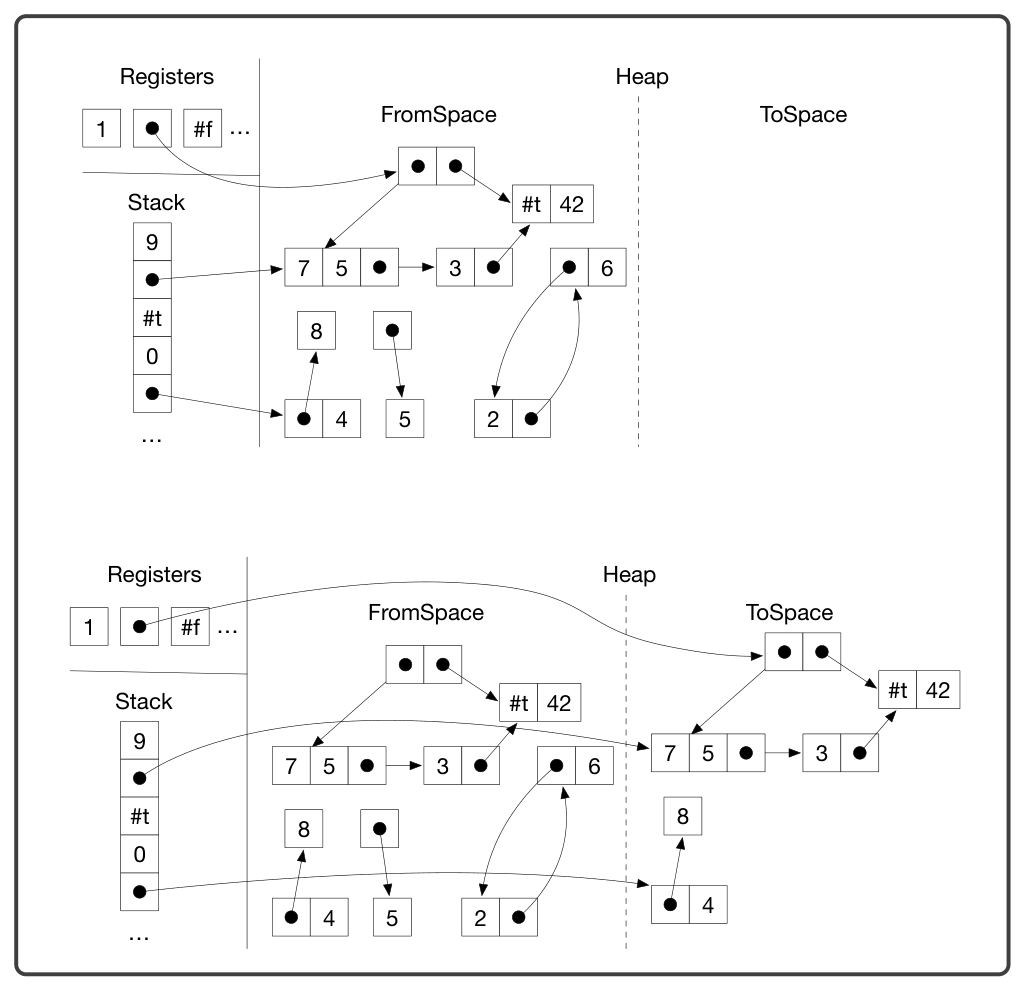 Registers
Heap
FromSpace
ToSpace
1 #f ...
#t 42
Stack
9
7 5 3 6
#t
8
0
4 5 2
...
Registers
Heap
FromSpace
ToSpace
1 #f ...
#t 42 #t 42
Stack
9
7 5 3 6 7 5 3
#t
8 8
0
4 5 2 4
...